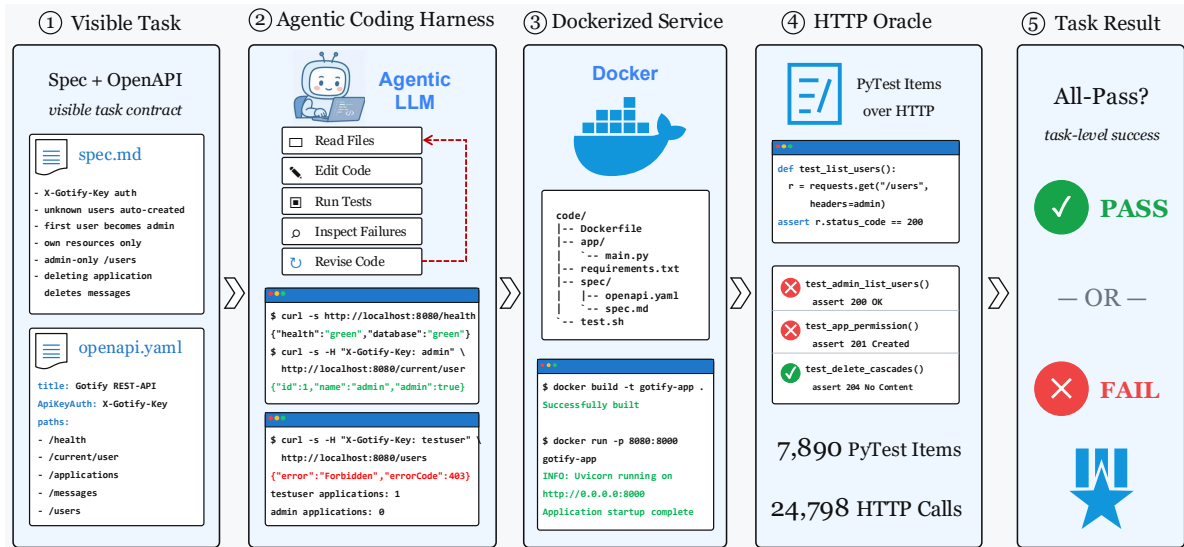 ① Visible Task
Spec + OpenAPI
visible task contract
spec.md
- X-Gotify-Key auth
- unknown users auto-created
- first user becomes admin
- own resources only
- admin-only /users
- deleting application
deletes messages
openapi.yaml
title: Gotify REST-API
ApiKeyAuth: X-Gotify-Key
paths:
- /health
- /current/user
- /applications
- /messages
- /users
② Agentic Coding Harness
Agentic
LLM
Read Files
Edit Code
Run Tests
Inspect Failures
Revise Code
$ curl -s http://localhost:8080/health
{"health":"green","database":"green"}
$ curl -s -H "X-Gotify-Key: admin" \
http://localhost:8080/current/user
{"id":1,"name":"admin","admin":true}
$ curl -s -H "X-Gotify-Key: testuser" \
http://localhost:8080/users
{"error":"Forbidden","errorCode":403}
testuser applications: 1
admin applications: 0
③ Dockerized Service
Docker
code/
|-- Dockerfile
|-- app/
|   `-- main.py
|-- requirements.txt
|-- spec/
|   |-- openapi.yaml
|   `-- spec.md
`-- test.sh
$ docker build -t gotify-app .
Successfully built
$ docker run -p 8080:8000
gotify-app
INFO: Uvicorn running on
http://0.0.0.0:8000
Application startup complete
④ HTTP Oracle
PyTest Items
over HTTP
def test_list_users():
r = requests.get("/users",
headers=admin)
assert r.status_code == 200
test_admin_list_users()
assert 200 OK
test_app_permission()
assert 201 Created
test_delete_cascades()
assert 204 No Content
7,890 PyTest Items
24,798 HTTP Calls
⑤ Task Result
All-Pass?
task-level success
PASS
— OR —
FAIL